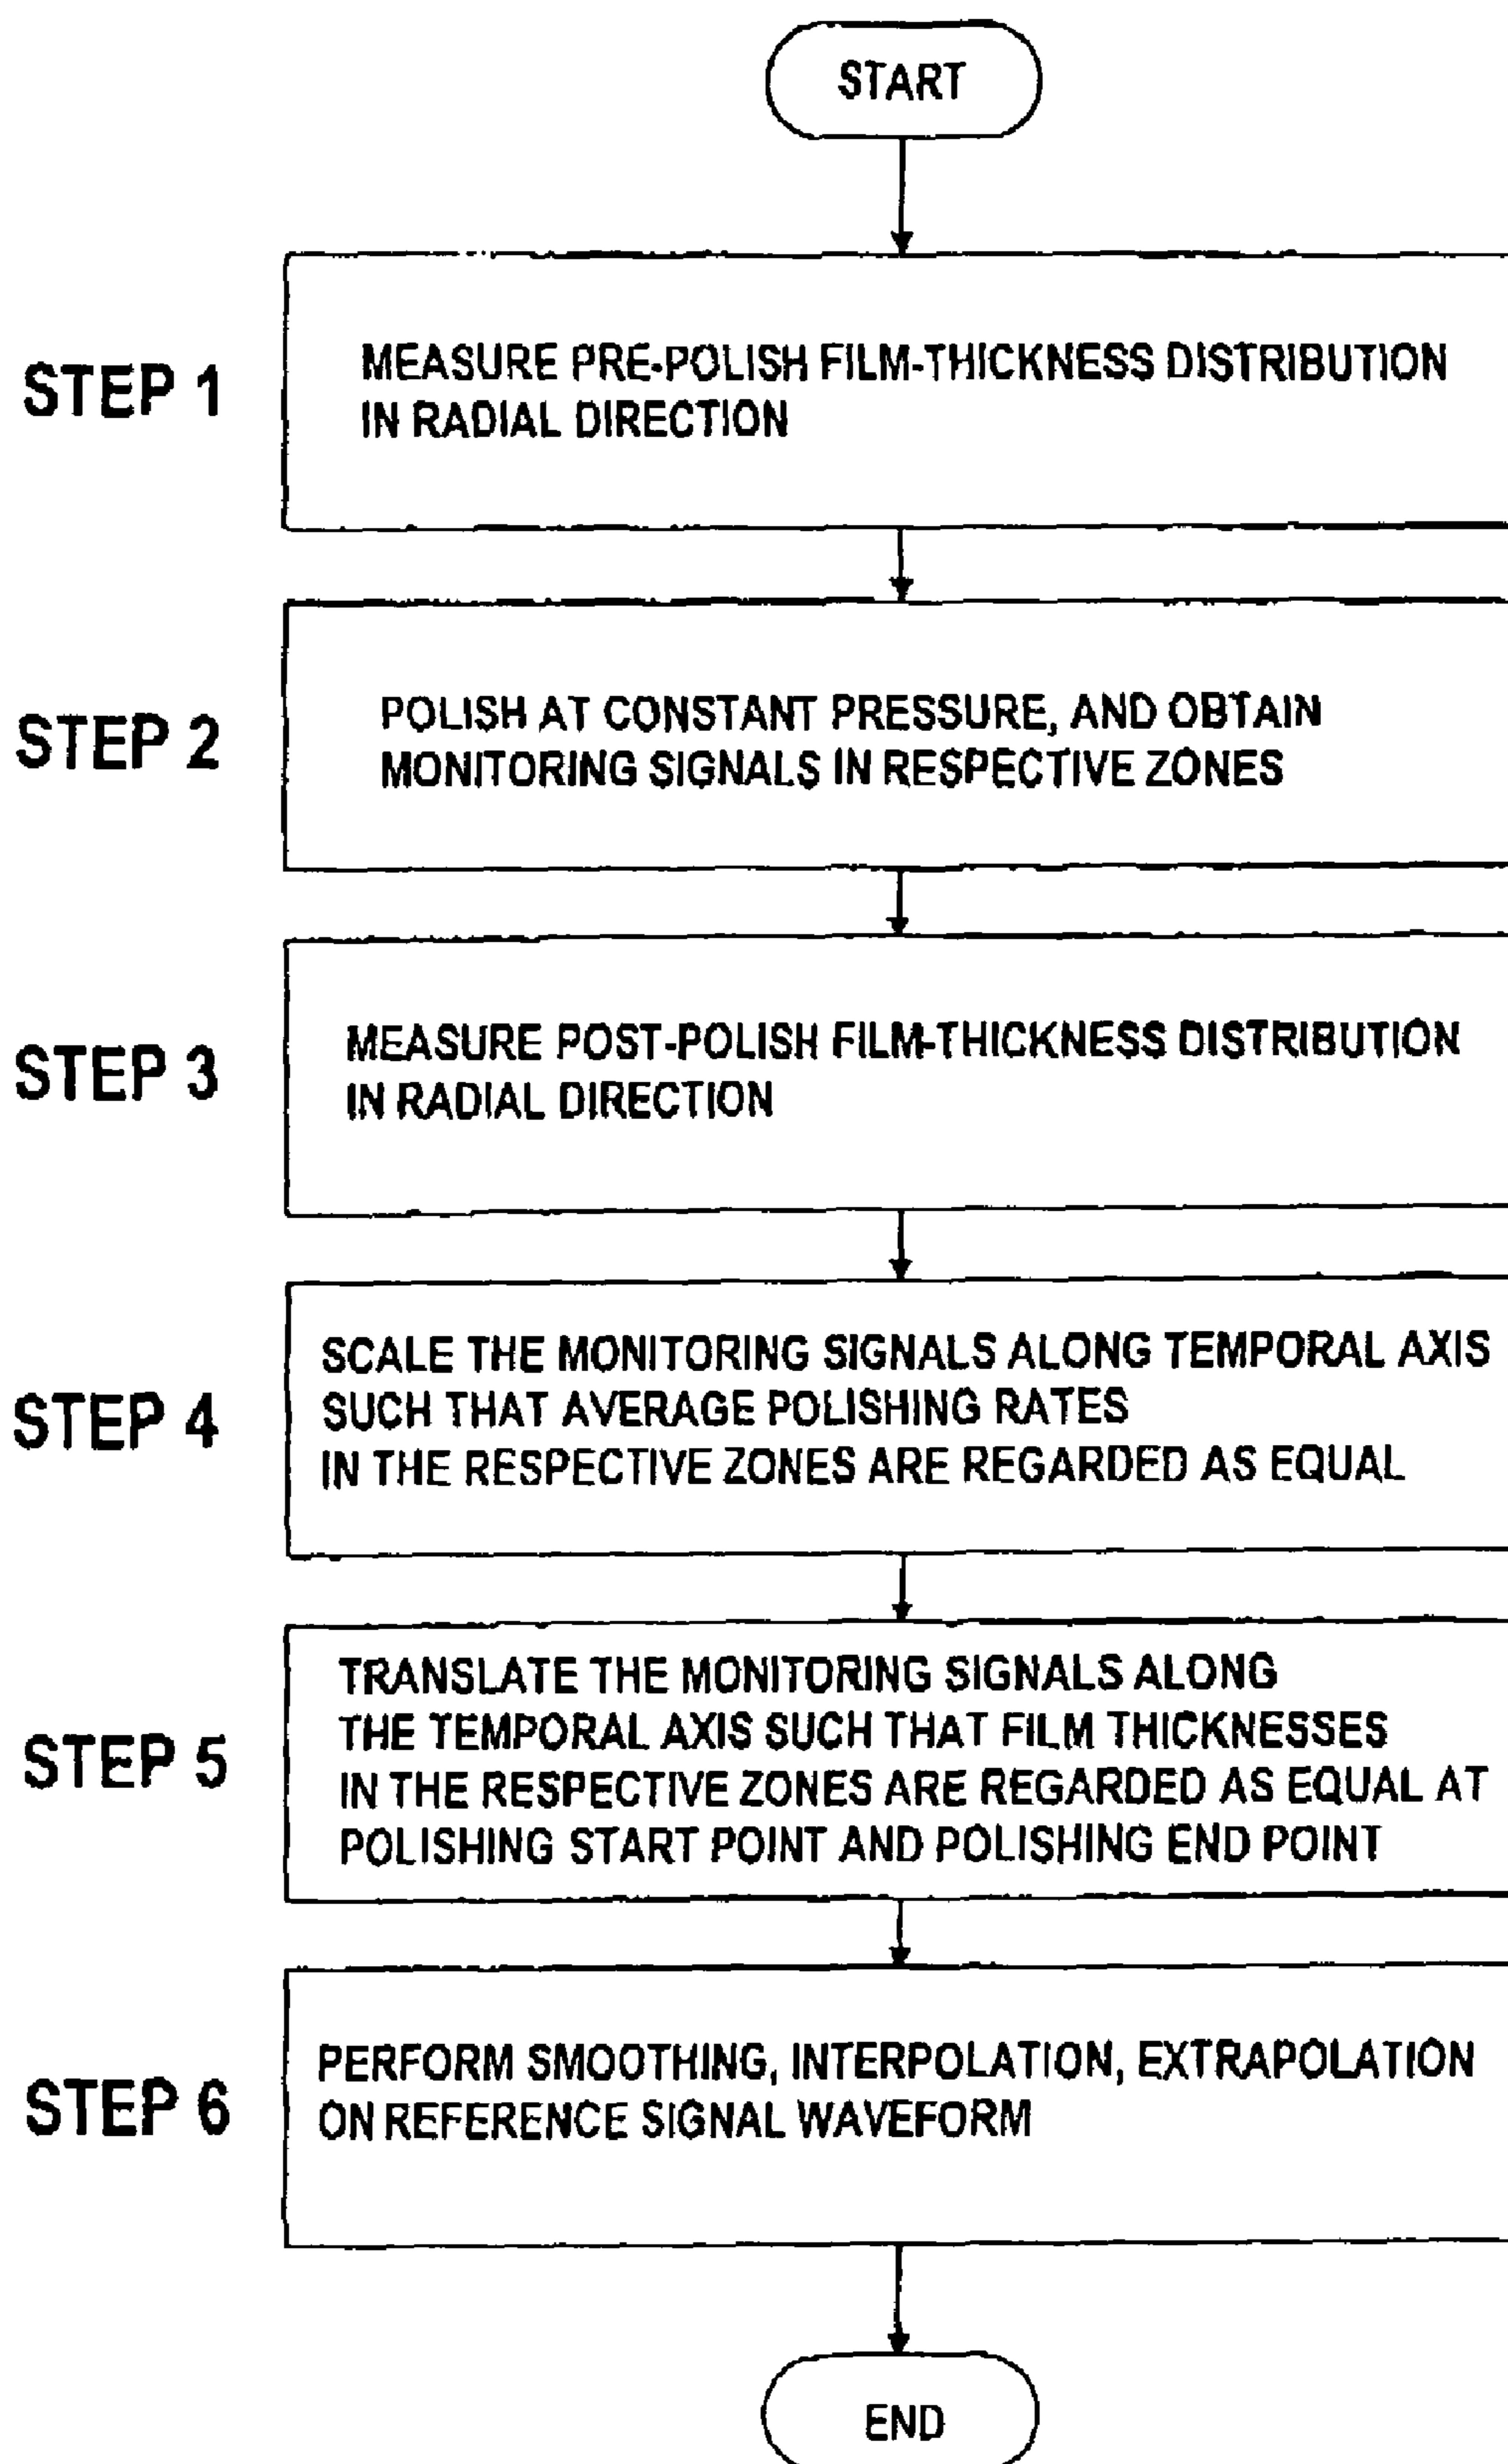 START
STEP 1
MEASURE PRE-POLISH FILM-THICKNESS DISTRIBUTION
IN RADIAL DIRECTION
STEP 2
POLISH AT CONSTANT PRESSURE, AND OBTAIN
MONITORING SIGNALS IN RESPECTIVE ZONES
STEP 3
MEASURE POST-POLISH FILM-THICKNESS DISTRIBUTION
IN RADIAL DIRECTION
STEP 4
SCALE THE MONITORING SIGNALS ALONG TEMPORAL AXIS
SUCH THAT AVERAGE POLISHING RATES
IN THE RESPECTIVE ZONES ARE REGARDED AS EQUAL
STEP 5
TRANSLATE THE MONITORING SIGNALS ALONG
THE TEMPORAL AXIS SUCH THAT FILM THICKNESSES
IN THE RESPECTIVE ZONES ARE REGARDED AS EQUAL AT
POLISHING START POINT AND POLISHING END POINT
STEP 6
PERFORM SMOOTHING, INTERPOLATION, EXTRAPOLATION
ON REFERENCE SIGNAL WAVEFORM
END